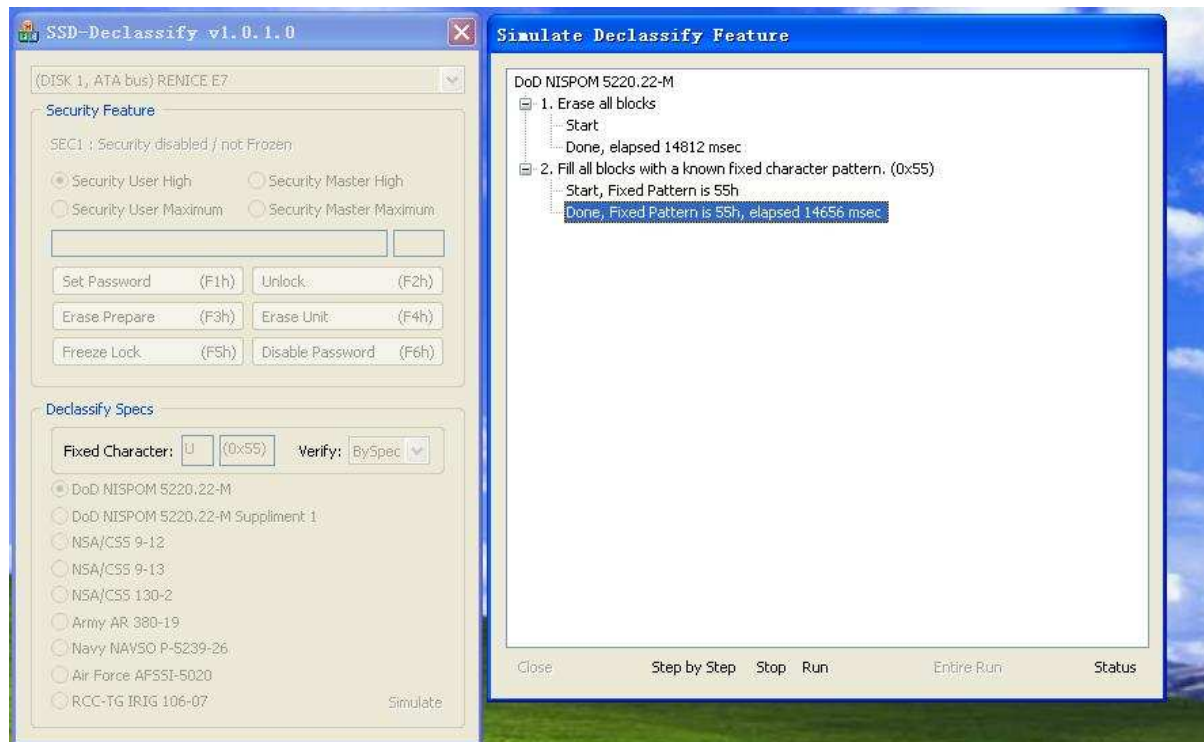 SSD-Declassify v1.0.1.0
(DISK 1, ATA bus) RENICE E7
Security Feature
SEC1 : Security disabled / not Frozen
Security User High Security Master High
Security User Maximum Security Master Maximum
Set Password (F1h) Unlock (F2h)
Erase Prepare (F3h) Erase Unit (F4h)
Freeze Lock (F5h) Disable Password (F6h)
Declassify Specs
Fixed Character: U (0x55) Verify: BySpec
DoD NISPOM 5220.22-M
DoD NISPOM 5220.22-M Suppliment 1
NSA/CSS 9-12
NSA/CSS 9-13
NSA/CSS 130-2
Army AR 380-19
Navy NAVSO P-5239-26
Air Force AFSSI-5020
RCC-TG IRIG 106-07 Simulate
Simulate Declassify Feature
DoD NISPOM 5220.22-M
1. Erase all blocks
Start
Done, elapsed 14812 msec
2. Fill all blocks with a known fixed character pattern. (0x55)
Start, Fixed Pattern is 55h
Done, Fixed Pattern is 55h, elapsed 14656 msec
Close Step by Step Stop Run Entire Run Status